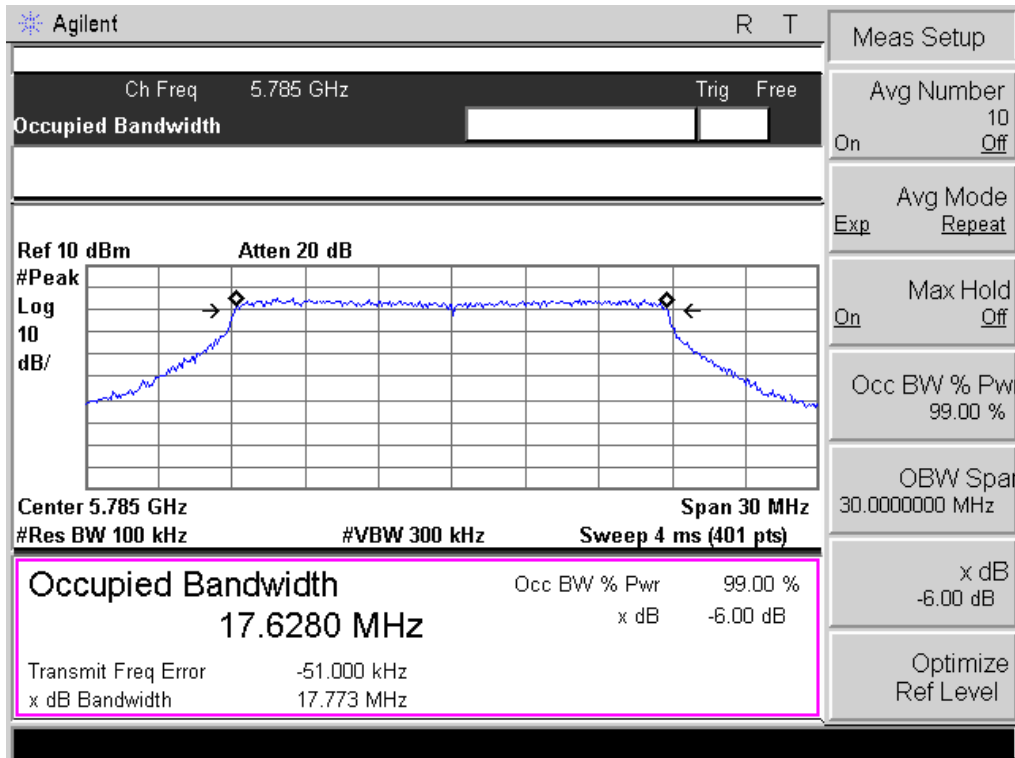 Agilent R T
Ch Freq 5.785 GHz Trig Free
Occupied Bandwidth
Ref 10 dBm Atten 20 dB
#Peak
Log
10
dB/
Center 5.785 GHz Span 30 MHz
#Res BW 100 kHz #VBW 300 kHz Sweep 4 ms (401 pts)
Occupied Bandwidth Occ BW % Pwr 99.00 %
17.6280 MHz x dB -6.00 dB
Transmit Freq Error -51.000 kHz
x dB Bandwidth 17.773 MHz
Meas Setup
Avg Number
10
On Off
Avg Mode
Exp Repeat
Max Hold
On Off
Occ BW % Pwr
99.00 %
OBW Span
30.0000000 MHz
x dB
-6.00 dB
Optimize
Ref Level